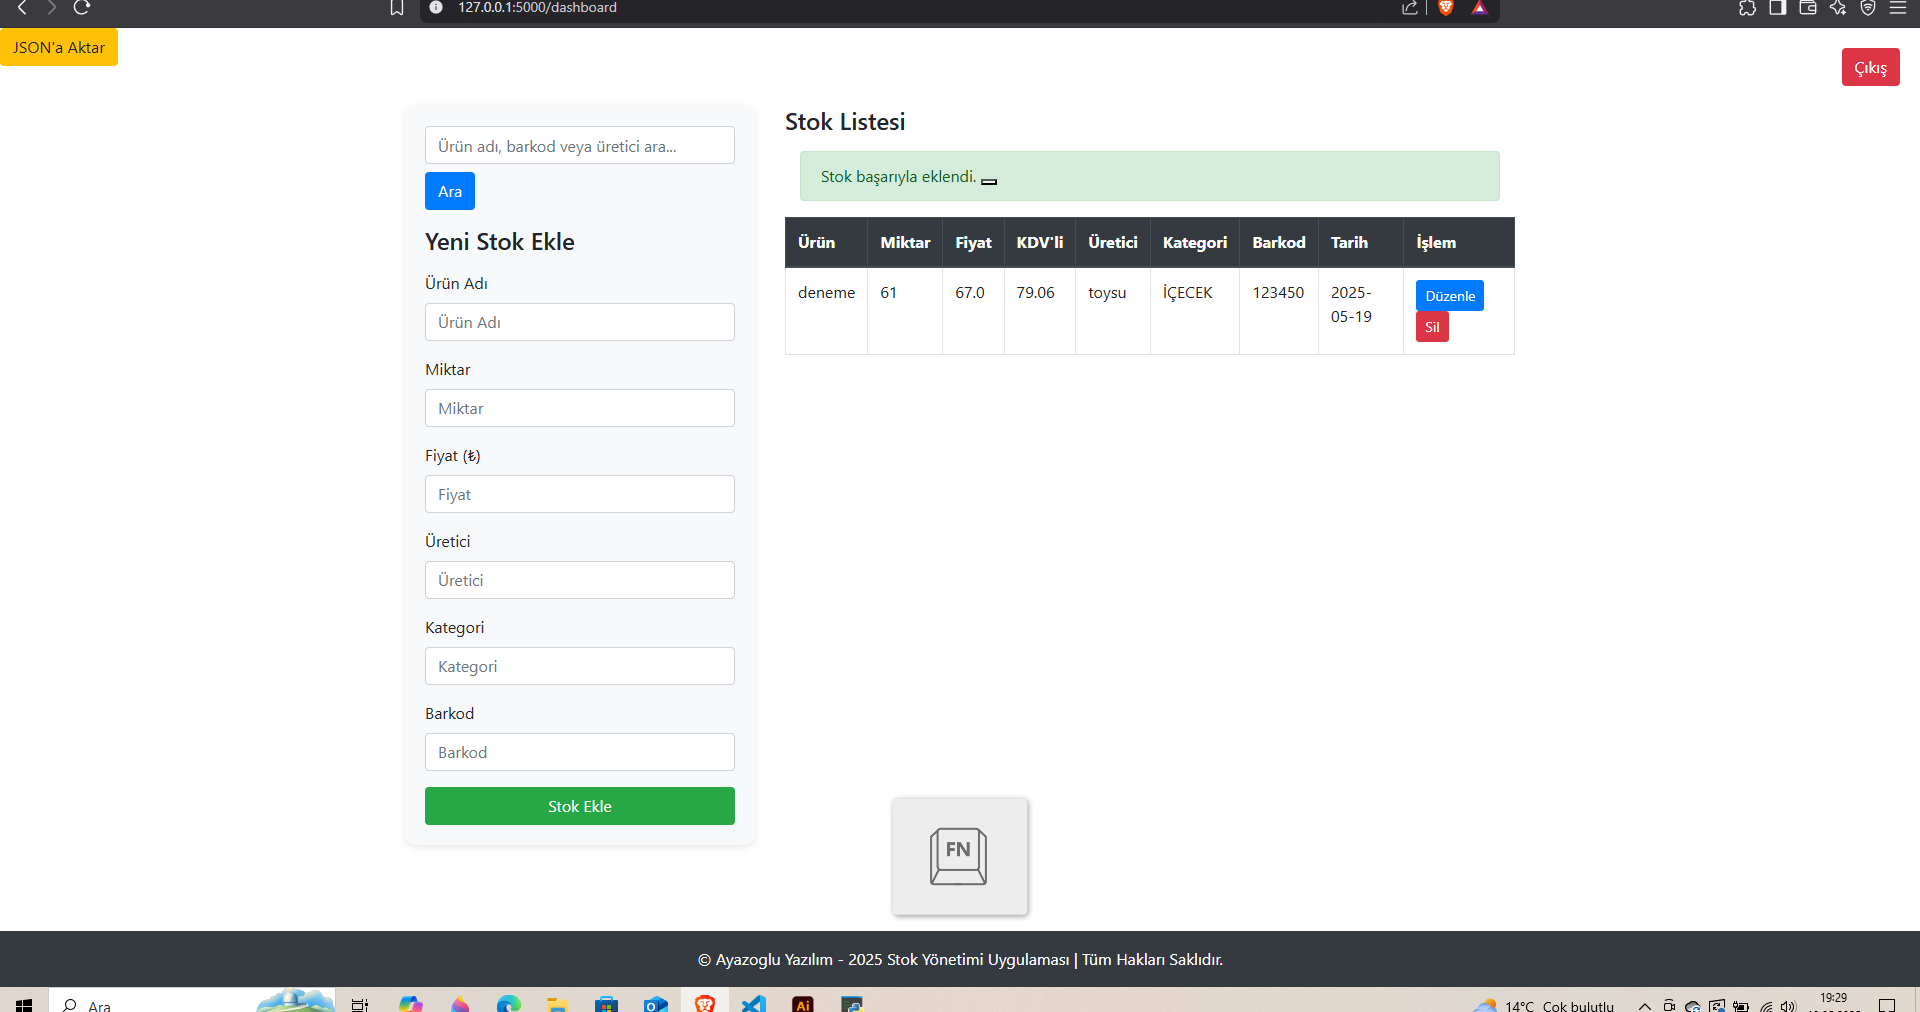 127.0.0.1:5000/dashboard
JSON'a Aktar
Çıkış
Ürün adı, barkod veya üretici ara...
Ara
Yeni Stok Ekle
Ürün Adı
Ürün Adı
Miktar
Miktar
Fiyat (₺)
Fiyat
Üretici
Üretici
Kategori
Kategori
Barkod
Barkod
Stok Ekle
Stok Listesi
Stok başarıyla eklendi.
Ürün Miktar Fiyat KDV'li Üretici Kategori Barkod Tarih İşlem
deneme 61 67.0 79.06 toysu İÇECEK 123450 2025-
05-19
Düzenle
Sil
FN
© Ayazoglu Yazılım - 2025 Stok Yönetimi Uygulaması | Tüm Hakları Saklıdır.
Ara
Ai
14°C Çok bulutlu
19:29